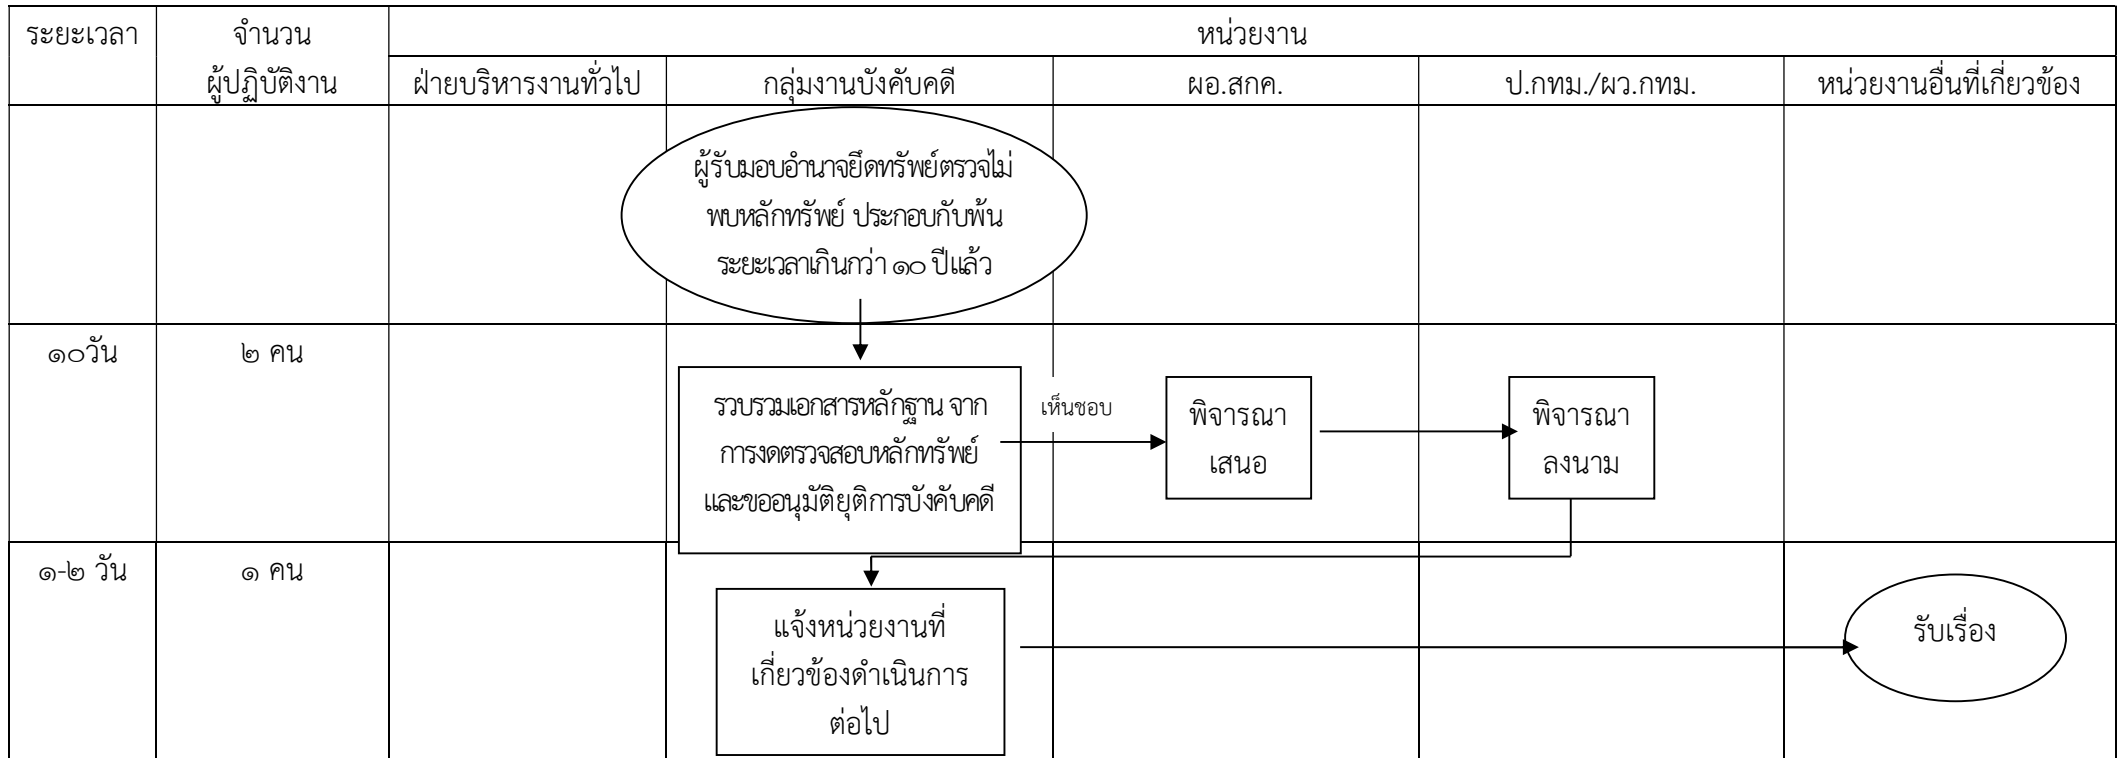 ระยะเวลา
จำนวน
ผู้ปฏิบัติงาน
หน่วยงาน
ฝ่ายบริหารงานทั่วไป
กลุ่มงานบังคับคดี
ผอ.สกค.
ป.กทม./ผว.กทม.
หน่วยงานอื่นที่เกี่ยวข้อง
ผู้รับมอบอำนาจยึดทรัพย์ตรวจไม่
พบหลักทรัพย์ ประกอบกับพ้น
ระยะเวลาเกินกว่า ๑๐ ปีแล้ว
๑๐วัน
๒ คน
รวบรวมเอกสารหลักฐาน จาก
การงดตรวจสอบหลักทรัพย์
และขออนุมัติยุติการบังคับคดี
เห็นชอบ
พิจารณา
เสนอ
พิจารณา
ลงนาม
๑-๒ วัน
๑ คน
แจ้งหน่วยงานที่
เกี่ยวข้องดำเนินการ
ต่อไป
รับเรื่อง